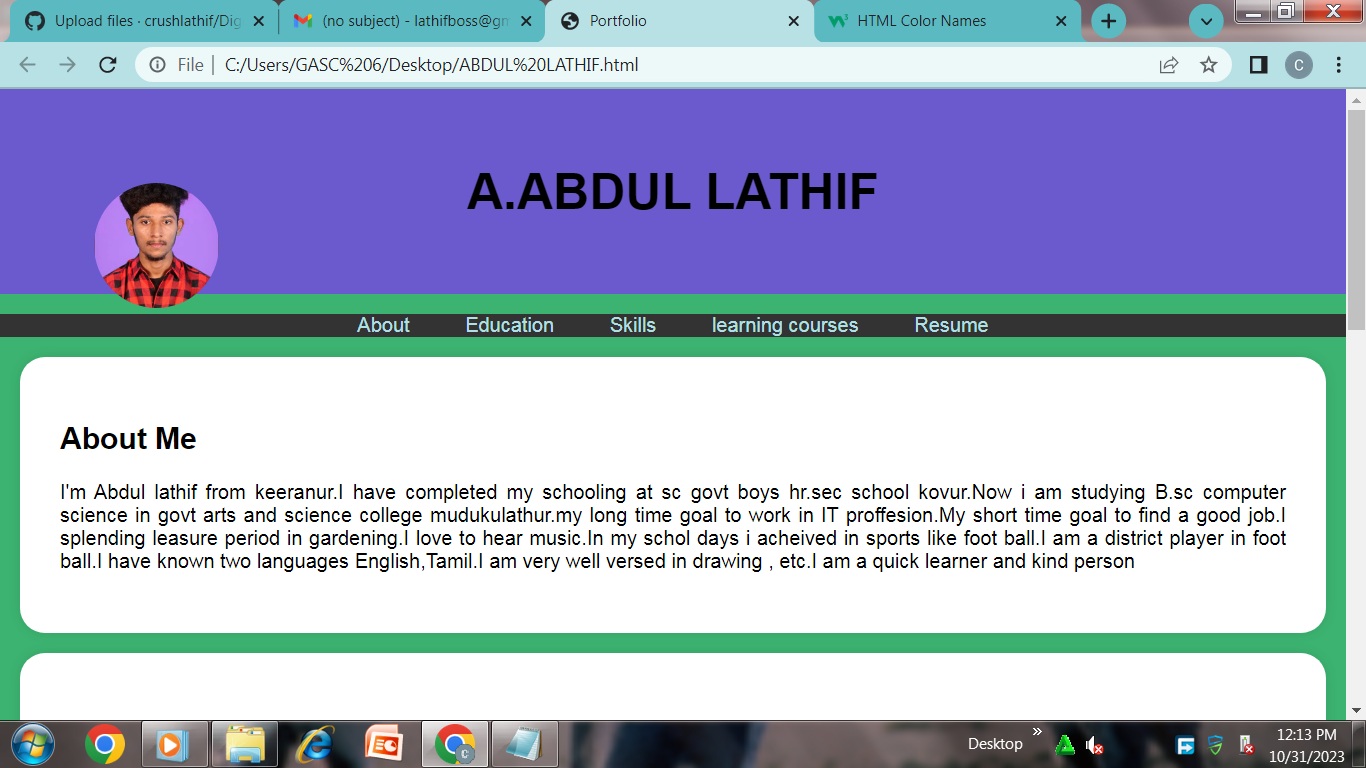 Upload files · crushlathif/Dig
(no subject) - lathifboss@gm
Portfolio
HTML Color Names
File | C:/Users/GASC%206/Desktop/ABDUL%20LATHIF.html
C
A.ABDUL LATHIF
About Education Skills learning courses Resume
About Me
I'm Abdul lathif from keeranur.I have completed my schooling at sc govt boys hr.sec school kovur.Now i am studying B.sc computer
science in govt arts and science college mudukulathur.my long time goal to work in IT proffesion.My short time goal to find a good job.I
splending leasure period in gardening.I love to hear music.In my schol days i acheived in sports like foot ball.I am a district player in foot
ball.I have known two languages English,Tamil.I am very well versed in drawing , etc.I am a quick learner and kind person
Desktop
12:13 PM
10/31/2023